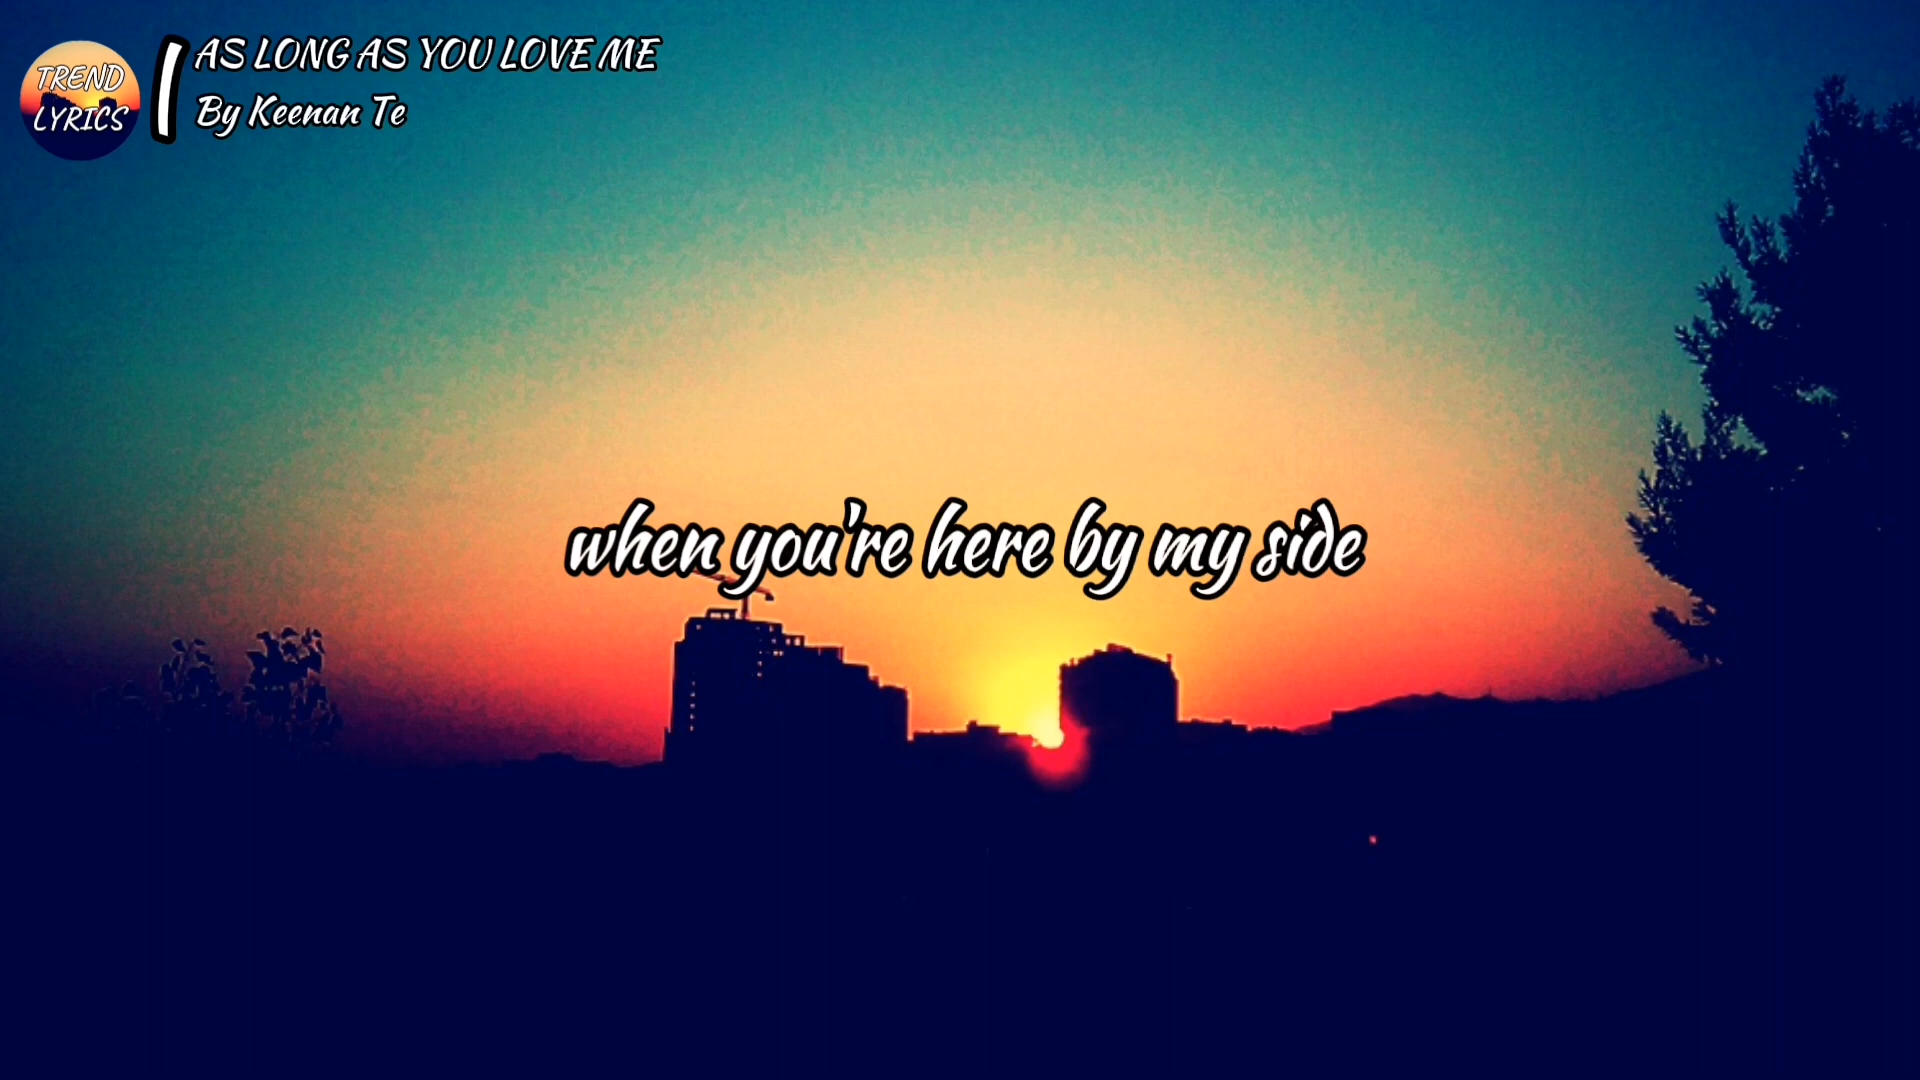 TREND
LYRICS
AS LONG AS YOU LOVE ME
By Keenan Te
when you're here by my side